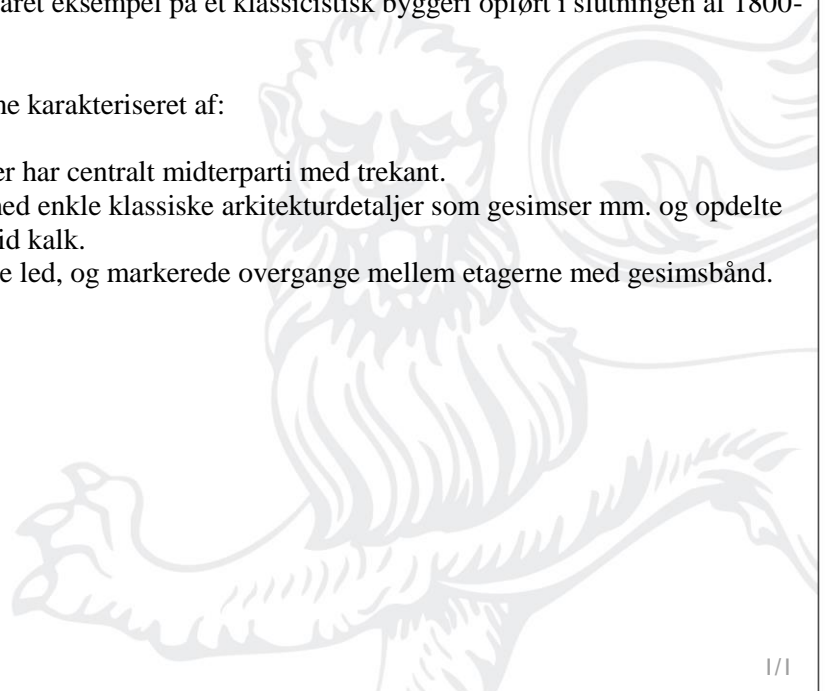 aret eksempel på et klassicistisk byggeri opført i slutningen af 1800-
ne karakteriseret af:
er har centralt midterparti med trekant.
ned enkle klassiske arkitekturdetaljer som gesimser mm. og opdelte
id kalk.
e led, og markerede overgange mellem etagerne med gesimsbånd.
1/1